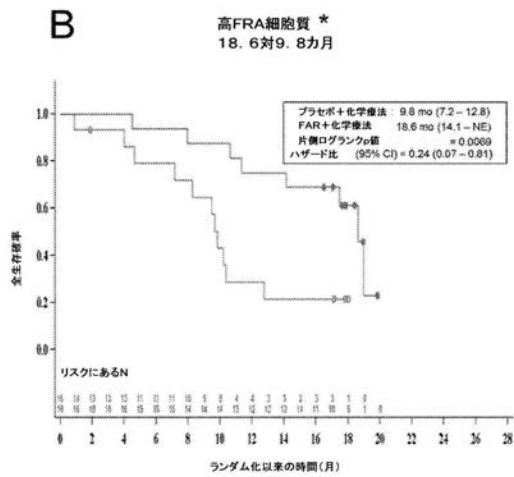 B
高FRA細胞質 *
18. 6対9. 8カ月
プラセボ+化学療法 : 9.8 mo (7.2 – 12.8)
FAR+化学療法 18.6 mo (14.1 – NE)
片側ログランクp値 = 0.0069
ハザード比 (95% CI) = 0.24 (0.07 – 0.81)
全生存確率
1.0
0.8
0.6
0.4
0.2
0.0
リスクにあるN
0 2 4 6 8 10 12 14 16 18 20 22 24 26 28
ランダム化以来の時間(月)